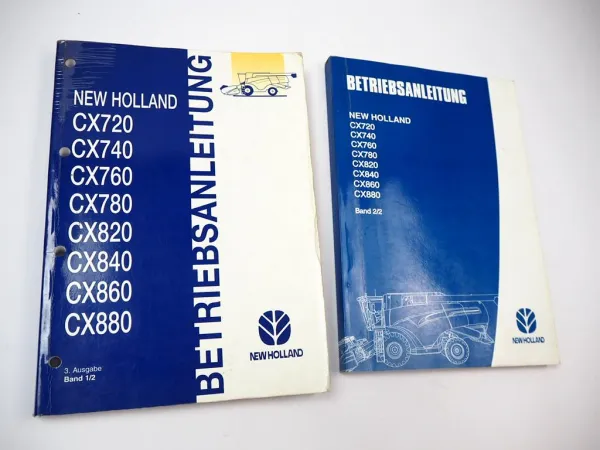 NEW HOLLAND
CX720
CX740
CX760
CX780
CX820
CX840
CX860
CX880
3. Ausgabe
Band 1/2
BETRIEBSANLEITUNG
NEW HOLLAND
BETRIEBSANLEITUNG
NEW HOLLAND
CX720
CX740
CX760
CX780
CX820
CX840
CX860
CX880
Band 2/2
NEW HOLLAND